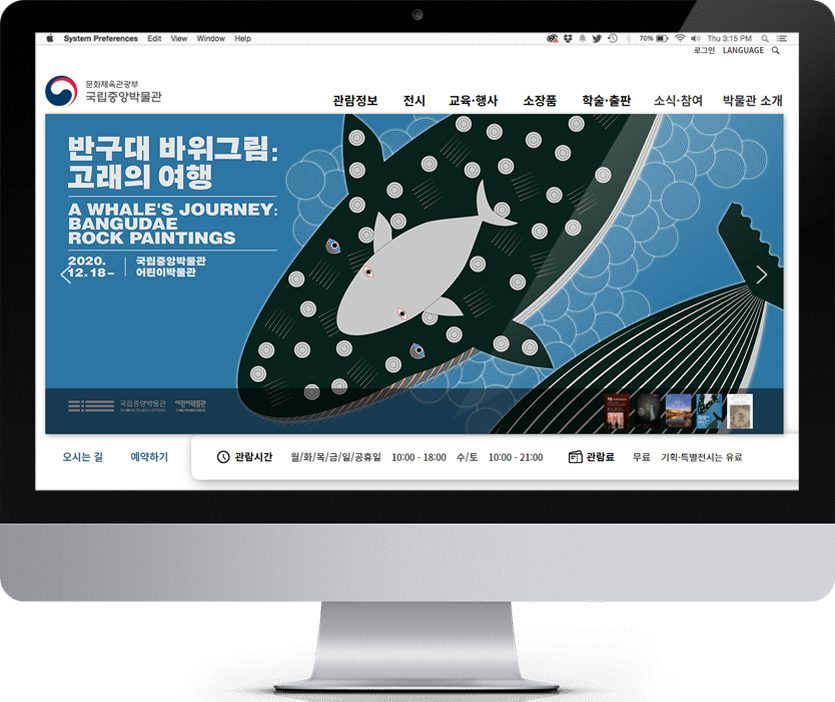 System Preferences Edit View Window Help 70% Thu 3:15 PM
로그인 LANGUAGE
문화체육관광부
국립중앙박물관
관람정보 전시 교육·행사 소장품 학술·출판 소식·참여 박물관 소개
반구대 바위그림:
고래의 여행
A WHALE'S JOURNEY:
BANGUDAE
ROCK PAINTINGS
2020.
12.18–
국립중앙박물관
어린이박물관
국립중앙박물관 어린이박물관
오시는 길 예약하기 관람시간 월/화/목/금/일/공휴일 10:00 - 18:00 수/토 10:00 - 21:00 관람료 무료 기획·특별전시는 유료